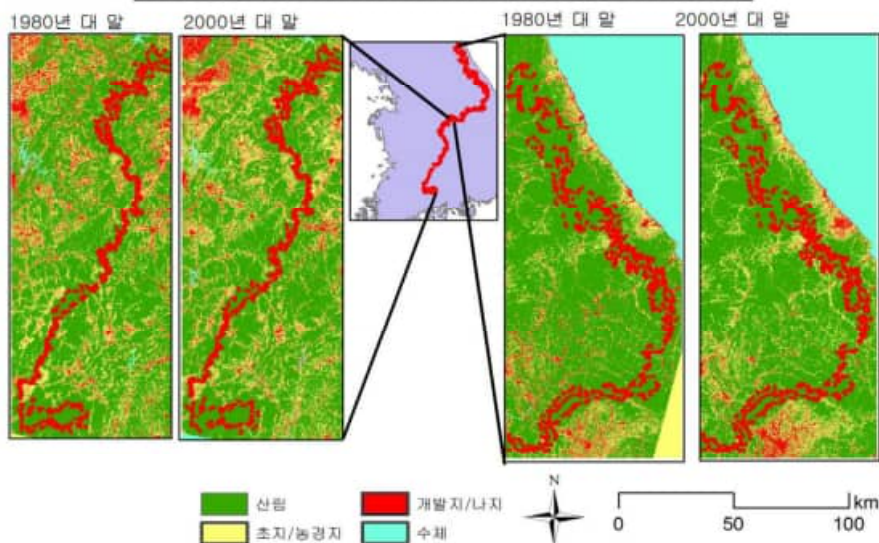 1980년 대 말
2000년 대 말
1980년 대 말
2000년 대 말
산림
개발지/나지
초지/농경지
수체
N
km
0
50
100